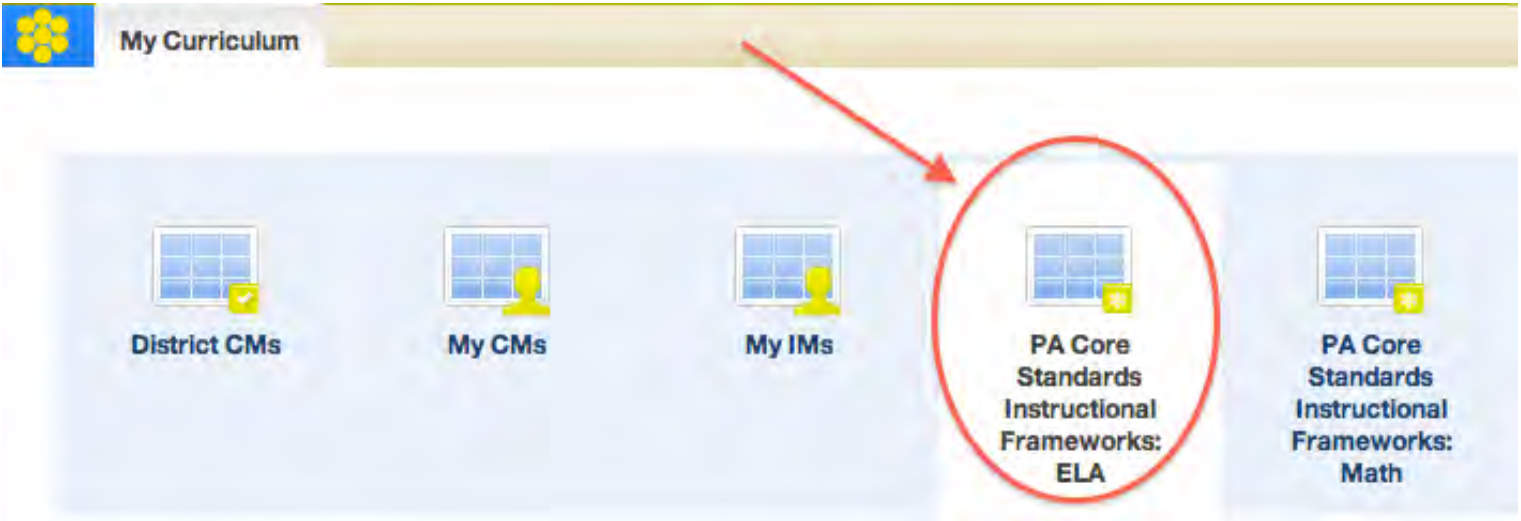 My Curriculum
District CMs
My CMs
My IMs
PA Core
Standards
Instructional
Frameworks:
ELA
PA Core
Standards
Instructional
Frameworks:
Math